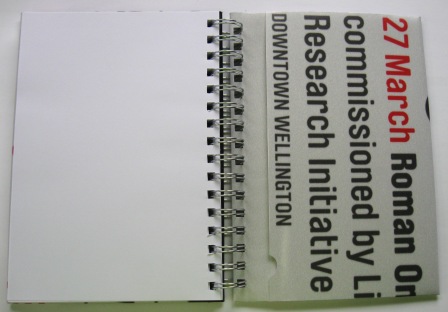 27 March Roman On
commissioned by Li
Research Initiative
DOWNTOWN WELLINGTON